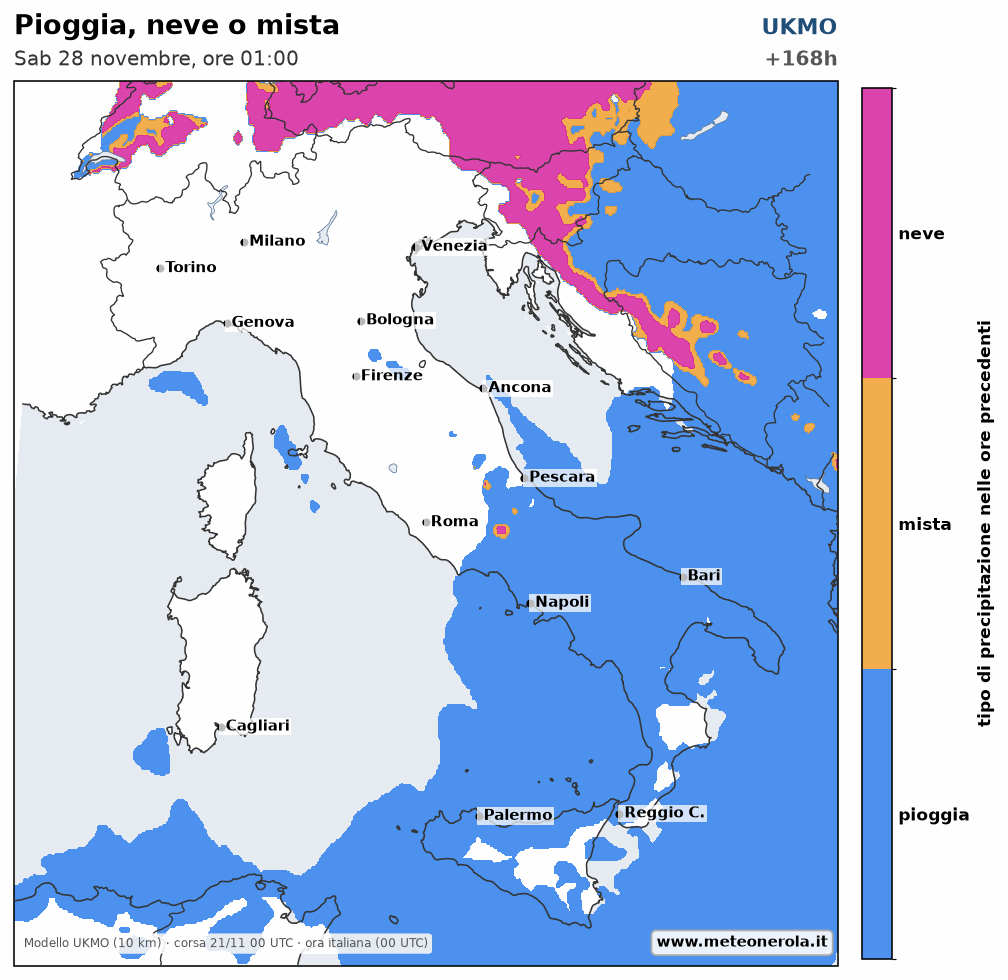 Pioggia, neve o mista
UKMO
Sab 28 novembre, ore 01:00
+168h
neve
Milano
Venezia
Torino
Genova
Bologna
Firenze
Ancona
Pescara
mista
Roma
Bari
Napoli
tipo di precipitazione nelle ore precedenti
Cagliari
Palermo
Reggio C.
pioggia
Modello UKMO (10 km) · corsa 21/11 00 UTC · ora italiana (00 UTC)
www.meteonerola.it